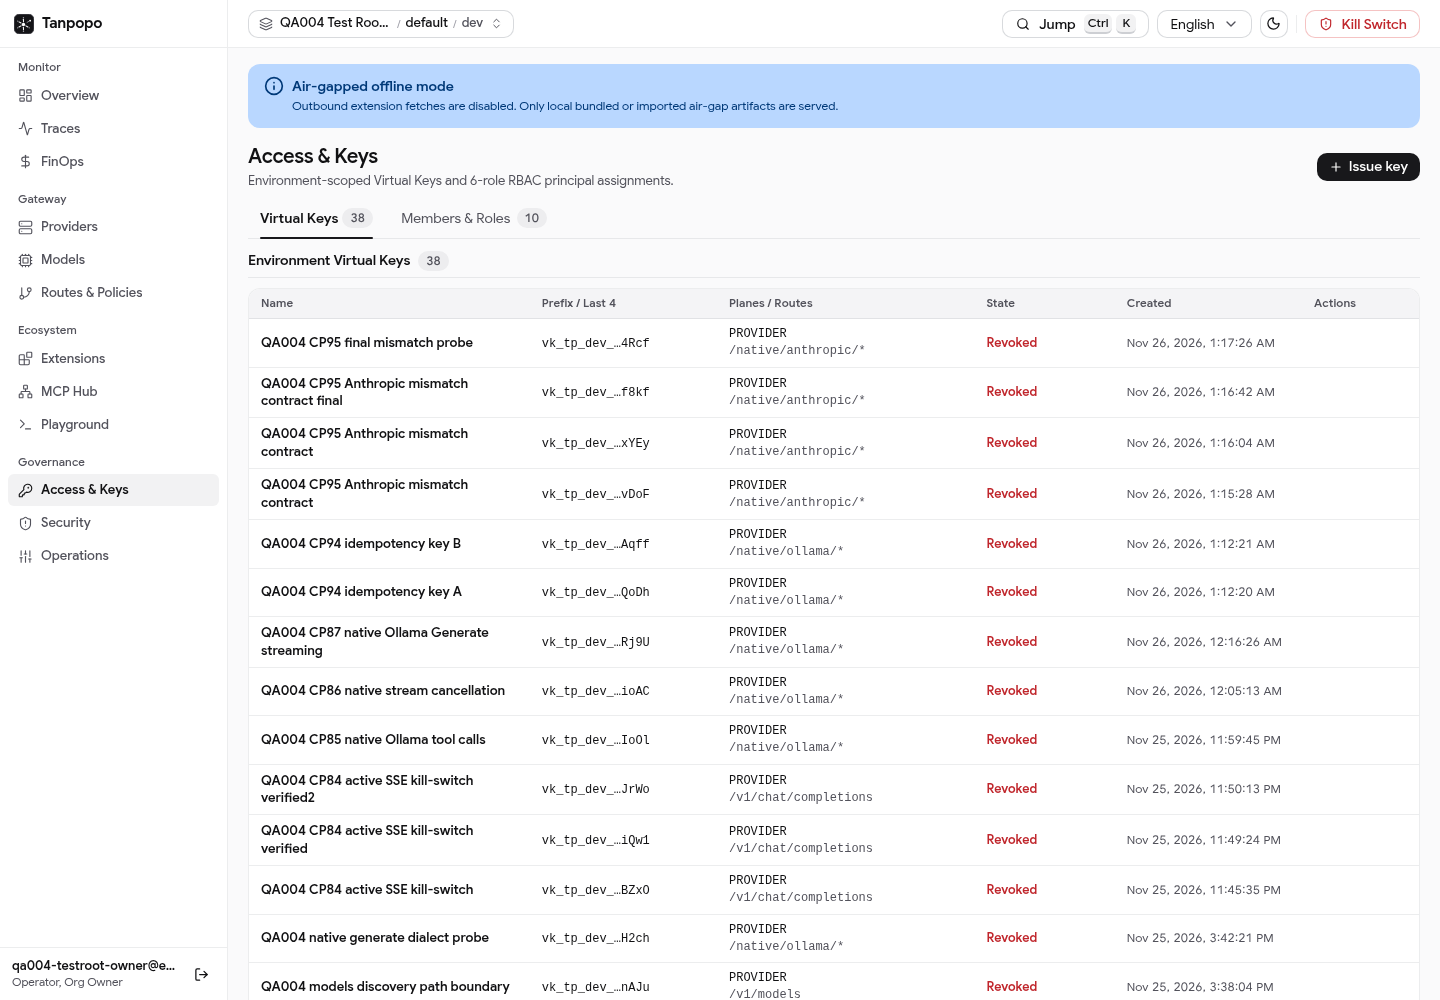 Tanpopo
QA004 Test Roo... / default / dev
Jump Ctrl K
English
Kill Switch
Monitor
Overview
Traces
FinOps
Gateway
Providers
Models
Routes & Policies
Ecosystem
Extensions
MCP Hub
Playground
Governance
Access & Keys
Security
Operations
qa004-testroot-owner@e...
Operator, Org Owner
Air-gapped offline mode
Outbound extension fetches are disabled. Only local bundled or imported air-gap artifacts are served.
Access & Keys
Environment-scoped Virtual Keys and 6-role RBAC principal assignments.
+ Issue key
Virtual Keys 38
Members & Roles 10
Environment Virtual Keys 38
Name Prefix / Last 4 Planes / Routes State Created Actions
QA004 CP95 final mismatch probe vk_tp_dev_…4Rcf PROVIDER Revoked Nov 26, 2026, 1:17:26 AM
/native/anthropic/*
QA004 CP95 Anthropic mismatch vk_tp_dev_…f8kf PROVIDER Revoked Nov 26, 2026, 1:16:42 AM
contract final /native/anthropic/*
QA004 CP95 Anthropic mismatch vk_tp_dev_…xYEy PROVIDER Revoked Nov 26, 2026, 1:16:04 AM
contract /native/anthropic/*
QA004 CP95 Anthropic mismatch vk_tp_dev_…vDoF PROVIDER Revoked Nov 26, 2026, 1:15:28 AM
contract /native/anthropic/*
QA004 CP94 idempotency key B vk_tp_dev_…Aqff PROVIDER Revoked Nov 26, 2026, 1:12:21 AM
/native/ollama/*
QA004 CP94 idempotency key A vk_tp_dev_…QoDh PROVIDER Revoked Nov 26, 2026, 1:12:20 AM
/native/ollama/*
QA004 CP87 native Ollama Generate vk_tp_dev_…Rj9U PROVIDER Revoked Nov 26, 2026, 12:16:26 AM
streaming /native/ollama/*
QA004 CP86 native stream cancellation vk_tp_dev_…ioAC PROVIDER Revoked Nov 26, 2026, 12:05:13 AM
/native/ollama/*
QA004 CP85 native Ollama tool calls vk_tp_dev_…IoOl PROVIDER Revoked Nov 25, 2026, 11:59:45 PM
/native/ollama/*
QA004 CP84 active SSE kill-switch vk_tp_dev_…JrWo PROVIDER Revoked Nov 25, 2026, 11:50:13 PM
verified2 /v1/chat/completions
QA004 CP84 active SSE kill-switch vk_tp_dev_…iQw1 PROVIDER Revoked Nov 25, 2026, 11:49:24 PM
verified /v1/chat/completions
QA004 CP84 active SSE kill-switch vk_tp_dev_…BZxO PROVIDER Revoked Nov 25, 2026, 11:45:35 PM
/v1/chat/completions
QA004 native generate dialect probe vk_tp_dev_…H2ch PROVIDER Revoked Nov 25, 2026, 3:42:21 PM
/native/ollama/*
QA004 models discovery path boundary vk_tp_dev_…nAJu PROVIDER Revoked Nov 25, 2026, 3:38:04 PM
/v1/models